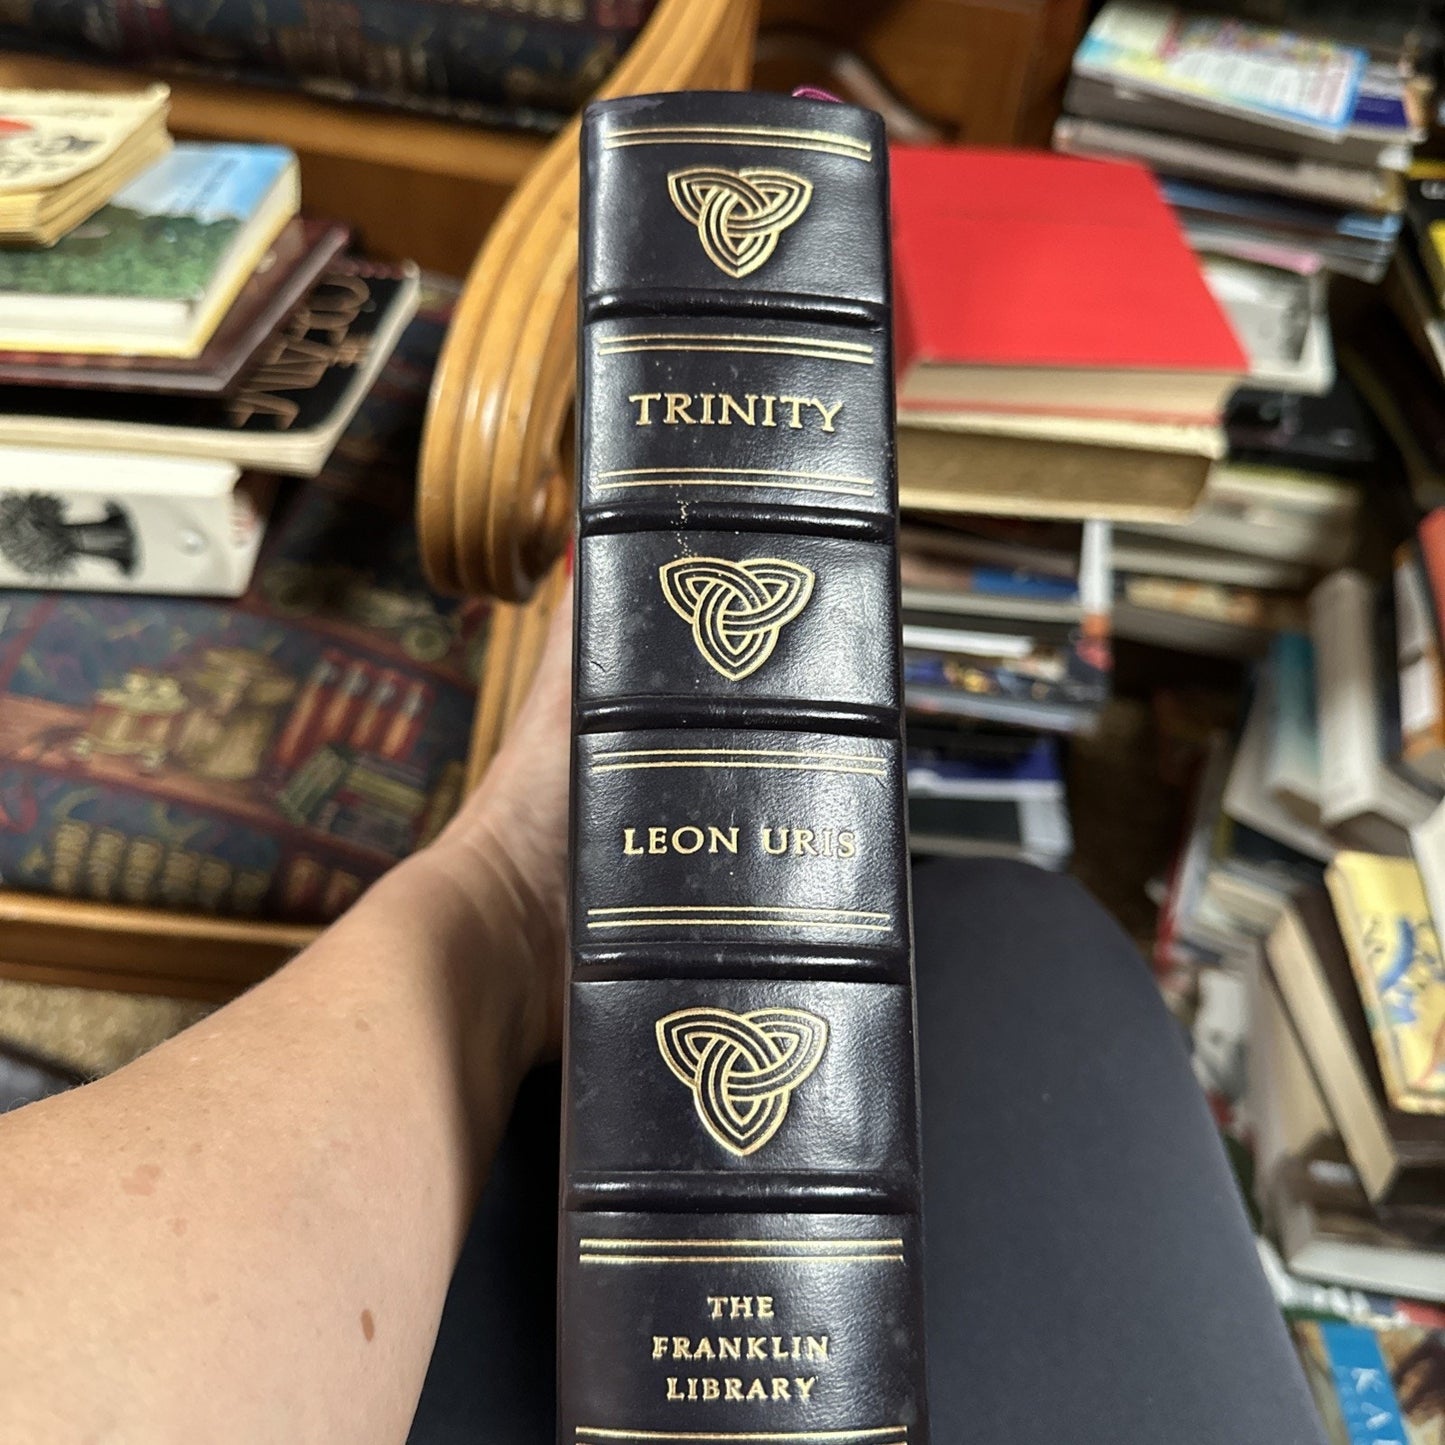 TRINITY
LEON URIS
THE
FRANKLIN
LIBRARY